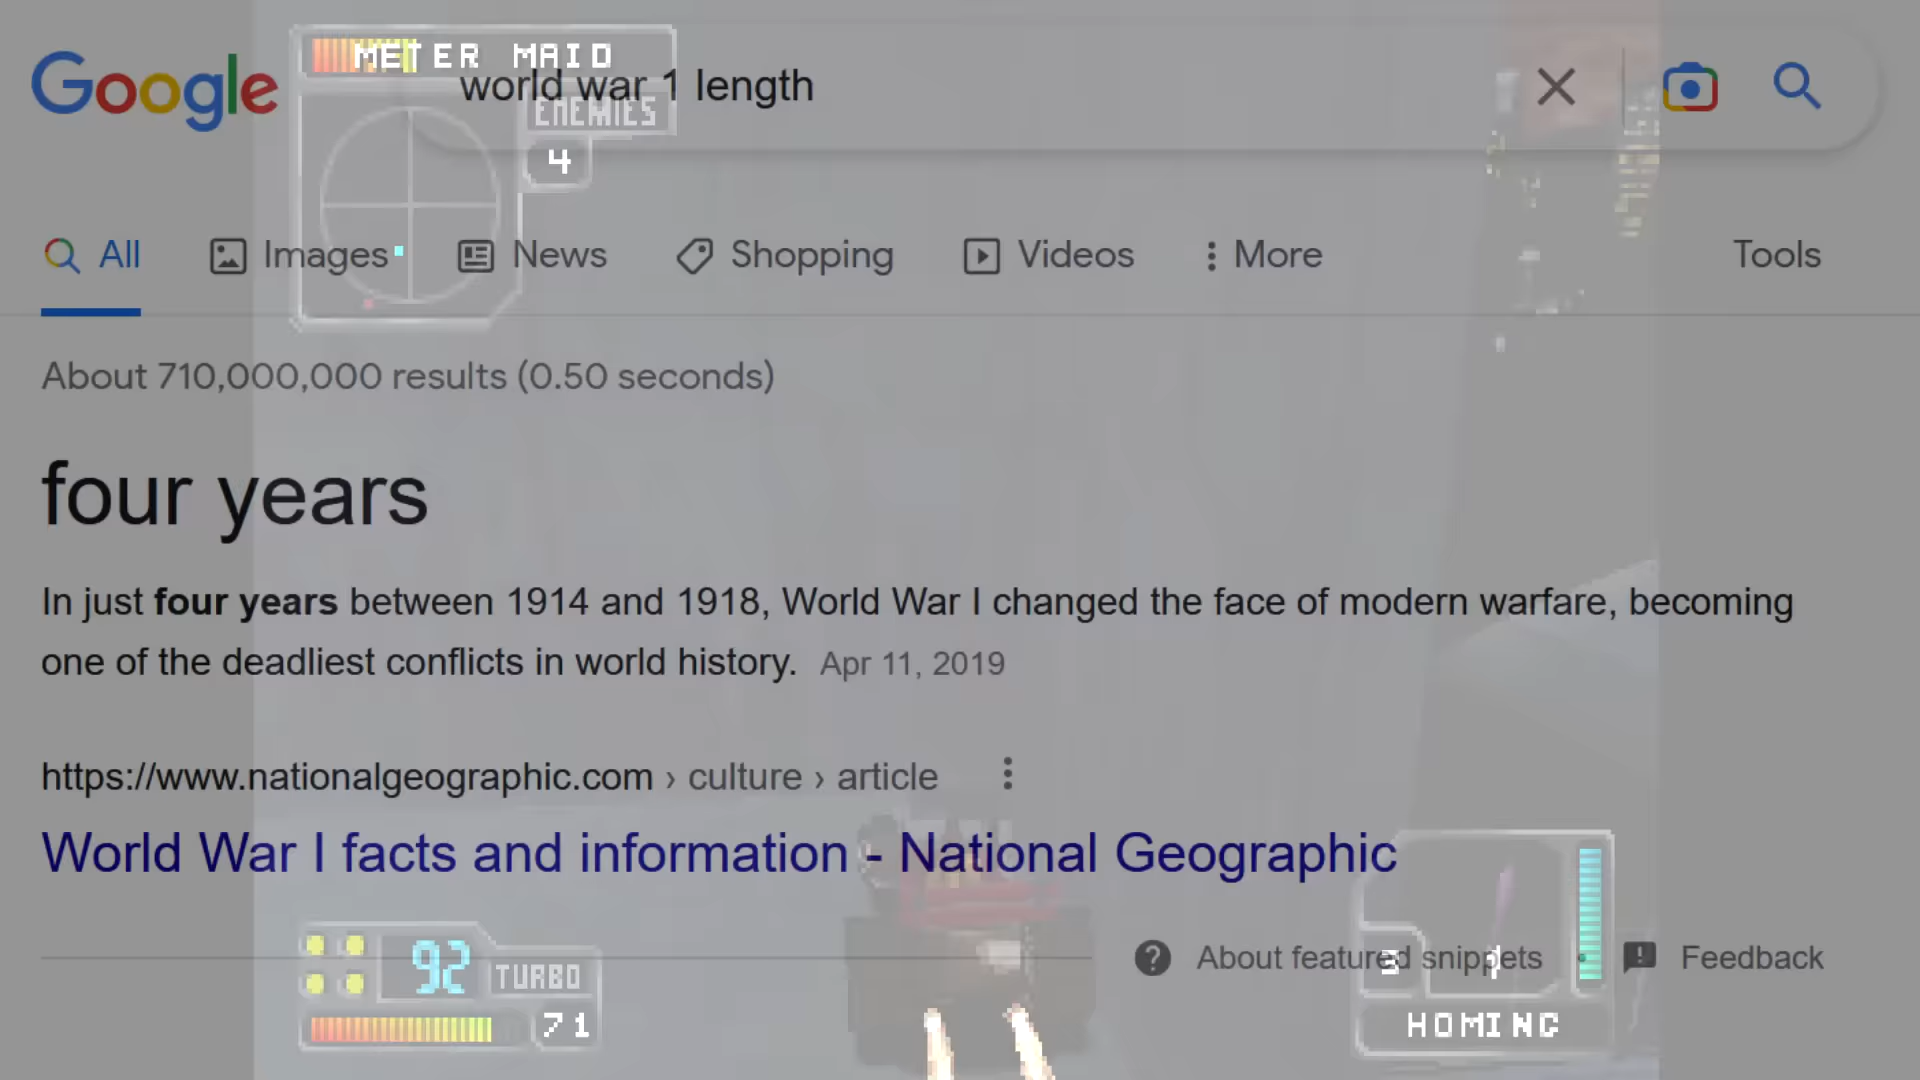 METER MAID
Google world war 1 length
ENEMIES
4
All Images News Shopping Videos More Tools
About 710,000,000 results (0.50 seconds)
four years
In just four years between 1914 and 1918, World War I changed the face of modern warfare, becoming
one of the deadliest conflicts in world history. Apr 11, 2019
https://www.nationalgeographic.com › culture › article
World War I facts and information - National Geographic
92 TURBO
About featured snippets Feedback
3
71
HOMING